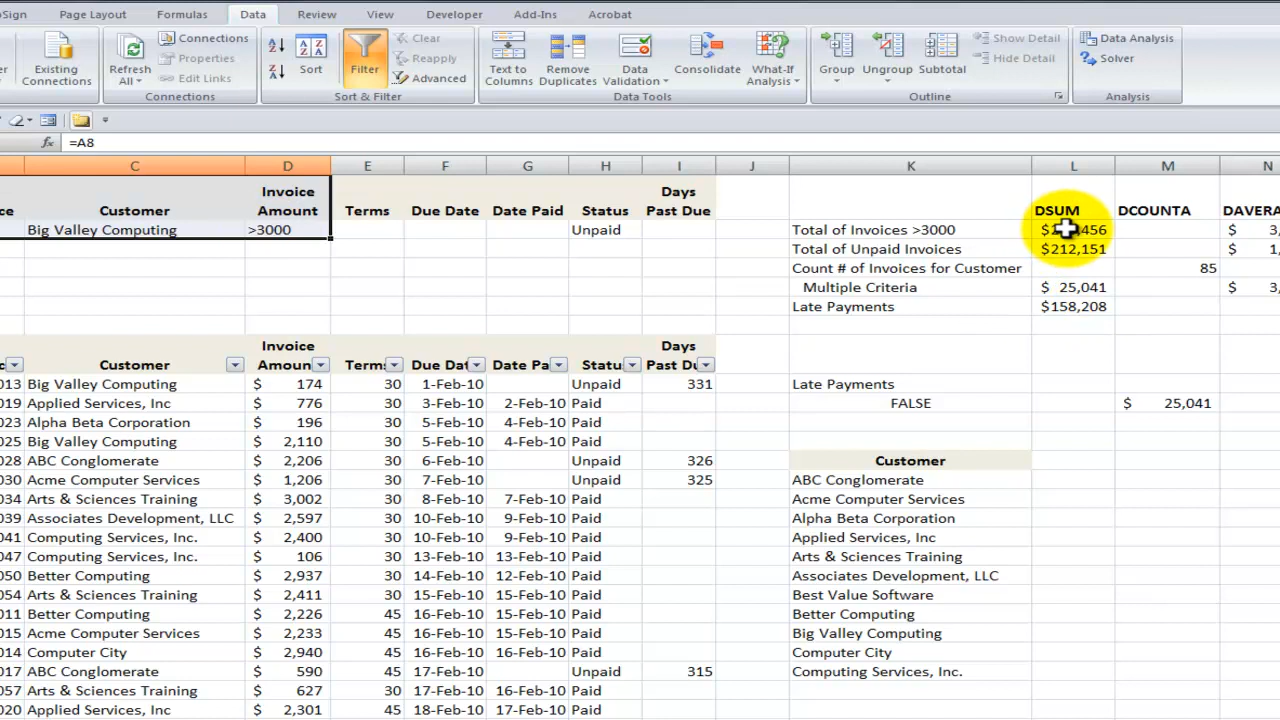 oSign Page Layout Formulas Data Review View Developer Add-Ins Acrobat
Existing Connections
Refresh All
Connections
Properties
Edit Links
Connections
Sort
Filter
Clear
Reapply
Advanced
Sort & Filter
Text to Columns
Remove Duplicates
Data Validation
Consolidate
What-If Analysis
Data Tools
Group
Ungroup
Subtotal
Show Detail
Hide Detail
Outline
Data Analysis
Solver
Analysis
fx =A8
C D E F G H I J K L M N
ce Customer Invoice Amount Terms Due Date Date Paid Status Days Past Due DSUM DCOUNTA DAVERA
Big Valley Computing >3000 Unpaid Total of Invoices >3000 456 $ 3,
Total of Unpaid Invoices $212,151 $ 1,
Count # of Invoices for Customer 85
Multiple Criteria $ 25,041 $ 3,
Late Payments $158,208
Customer Invoice Amoun Term Due Dat Date Pa Statu Days Past Du
013 Big Valley Computing $ 174 30 1-Feb-10 Unpaid 331 Late Payments
019 Applied Services, Inc $ 776 30 3-Feb-10 2-Feb-10 Paid FALSE $ 25,041
023 Alpha Beta Corporation $ 196 30 5-Feb-10 4-Feb-10 Paid
025 Big Valley Computing $ 2,110 30 5-Feb-10 4-Feb-10 Paid
028 ABC Conglomerate $ 2,206 30 6-Feb-10 Unpaid 326 Customer
030 Acme Computer Services $ 1,206 30 7-Feb-10 Unpaid 325 ABC Conglomerate
034 Arts & Sciences Training $ 3,002 30 8-Feb-10 7-Feb-10 Paid Acme Computer Services
039 Associates Development, LLC $ 2,597 30 10-Feb-10 9-Feb-10 Paid Alpha Beta Corporation
041 Computing Services, Inc. $ 2,400 30 10-Feb-10 9-Feb-10 Paid Applied Services, Inc
047 Computing Services, Inc. $ 106 30 13-Feb-10 13-Feb-10 Paid Arts & Sciences Training
050 Better Computing $ 2,937 30 14-Feb-10 12-Feb-10 Paid Associates Development, LLC
054 Arts & Sciences Training $ 2,411 30 15-Feb-10 15-Feb-10 Paid Best Value Software
011 Better Computing $ 2,226 45 16-Feb-10 15-Feb-10 Paid Better Computing
015 Acme Computer Services $ 2,233 45 16-Feb-10 15-Feb-10 Paid Big Valley Computing
014 Computer City $ 2,940 45 16-Feb-10 16-Feb-10 Paid Computer City
017 ABC Conglomerate $ 590 45 17-Feb-10 Unpaid 315 Computing Services, Inc.
057 Arts & Sciences Training $ 627 30 17-Feb-10 16-Feb-10 Paid
020 Applied Services, Inc $ 2,301 45 18-Feb-10 17-Feb-10 Paid